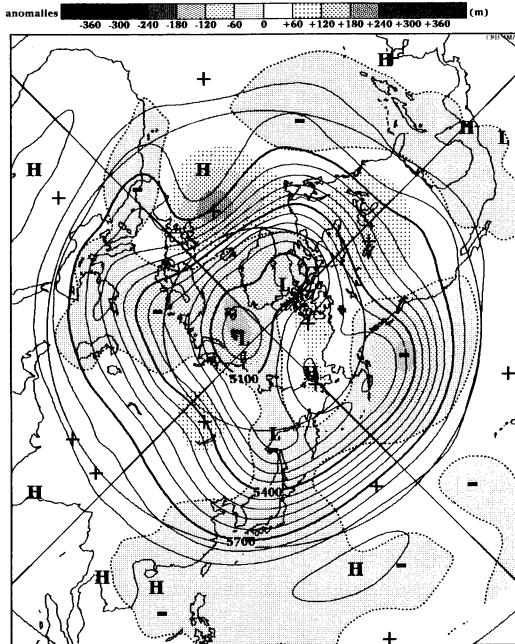 anomalies (m)
-360 -300 -240 -180 -120 -60 0 +60 +120 +180 +240 +300 +360
H
+
H
-
H
L
H
-
+
+
+
L
-
+
L
-
5100
H
+
L
+
+
+
5400
-
+
H
5700
H
H
H
-
-
+